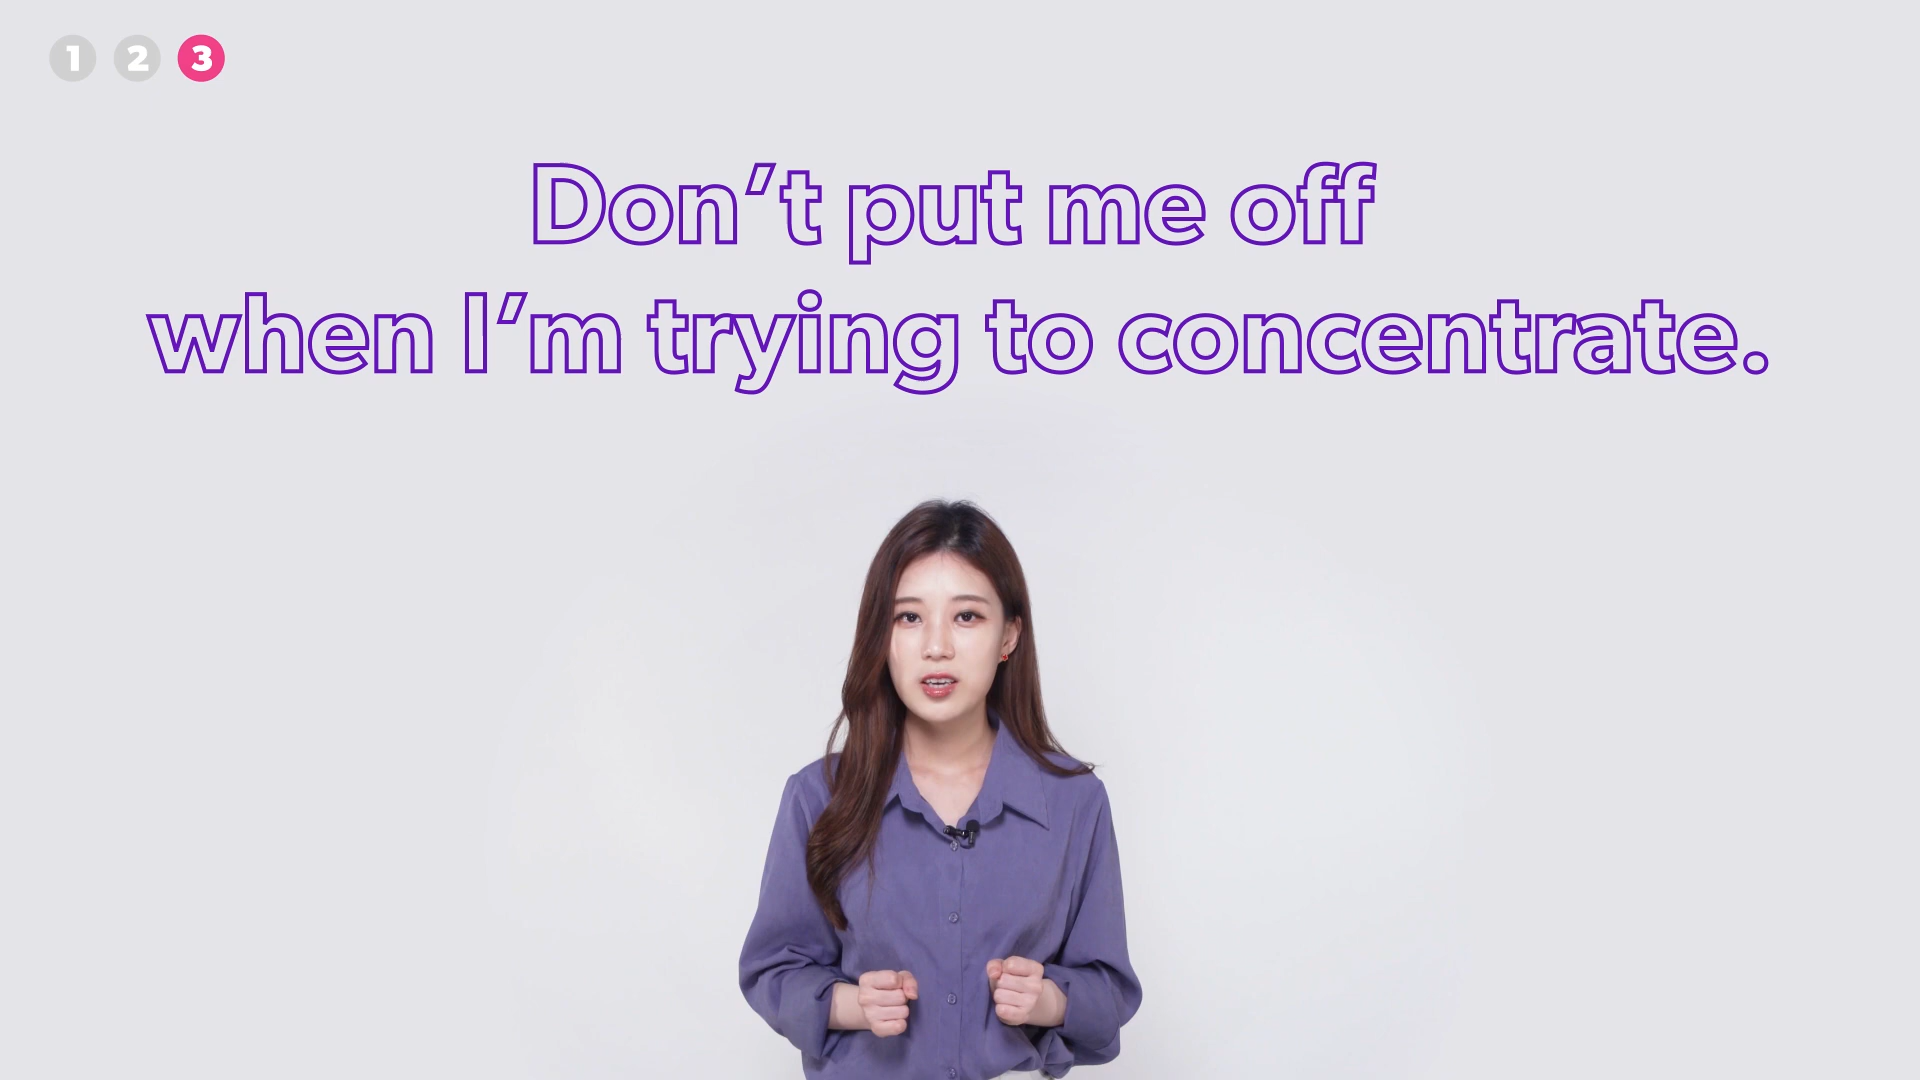 1 2 3
Don’t put me off
when I’m trying to concentrate.